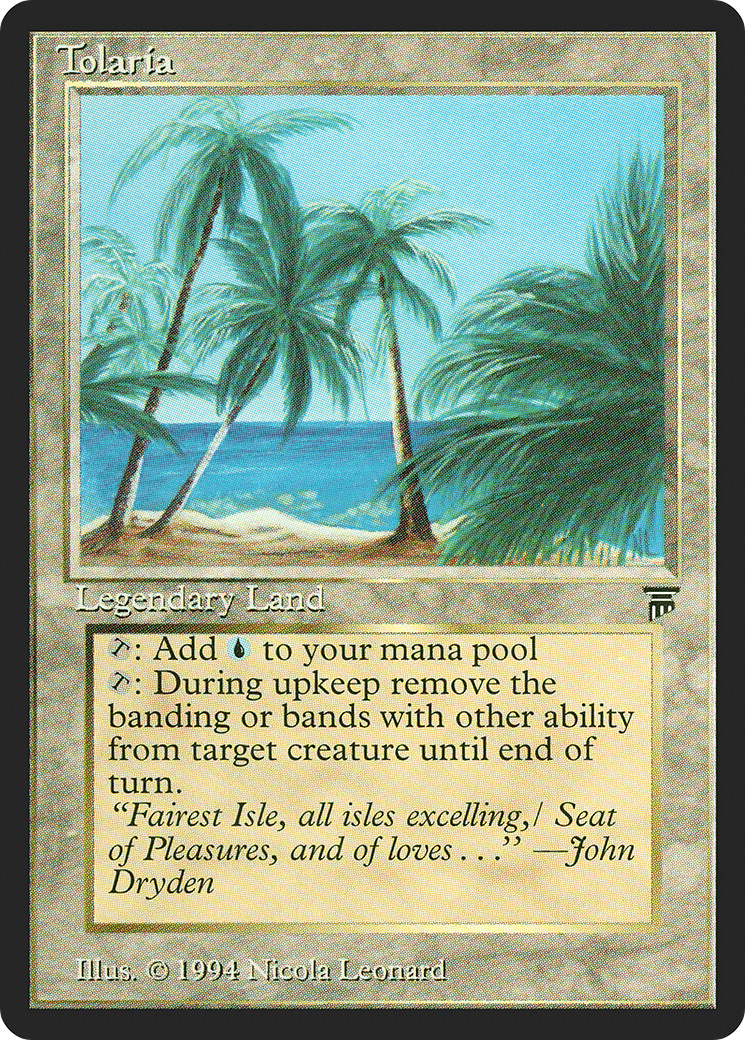 Tolaria
Legendary Land
: Add to your mana pool
: During upkeep remove the
banding or bands with other ability
from target creature until end of
turn.
“Fairest Isle, all isles excelling,/ Seat
of Pleasures, and of loves . . .” —John
Dryden
Illus. © 1994 Nicola Leonard